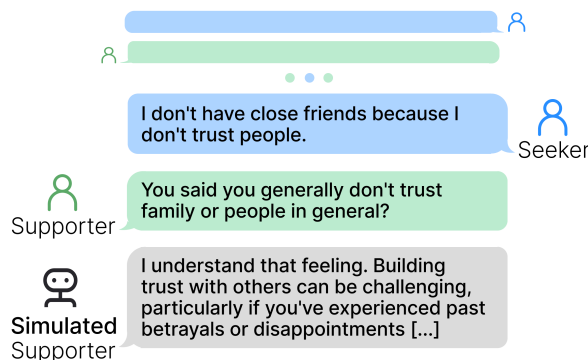 I don't have close friends because I
don't trust people.
Seeker
You said you generally don't trust
family or people in general?
Supporter
I understand that feeling. Building
trust with others can be challenging,
particularly if you've experienced past
betrayals or disappointments [...]
Simulated
Supporter